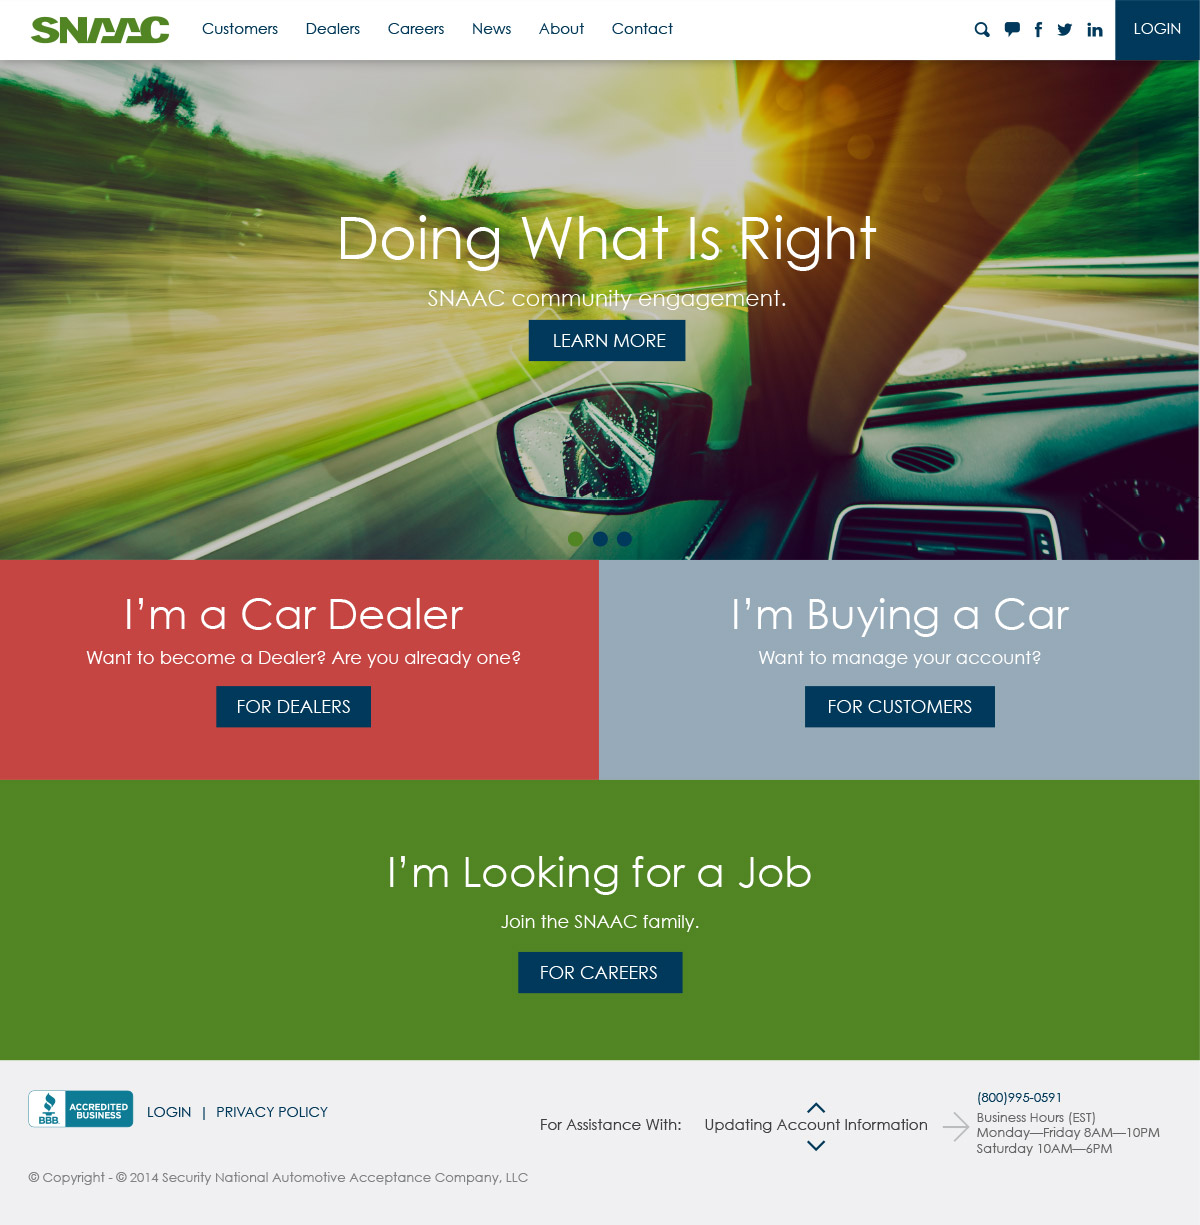 SNAAC
Customers Dealers Careers News About Contact
LOGIN
Doing What Is Right
SNAAC community engagement.
LEARN MORE
I'm a Car Dealer
Want to become a Dealer? Are you already one?
FOR DEALERS
I'm Buying a Car
Want to manage your account?
FOR CUSTOMERS
I'm Looking for a Job
Join the SNAAC family.
FOR CAREERS
BBB.
ACCREDITED
BUSINESS
LOGIN | PRIVACY POLICY
For Assistance With: Updating Account Information
(800)995-0591
Business Hours (EST)
Monday—Friday 8AM—10PM
Saturday 10AM—6PM
© Copyright - © 2014 Security National Automotive Acceptance Company, LLC